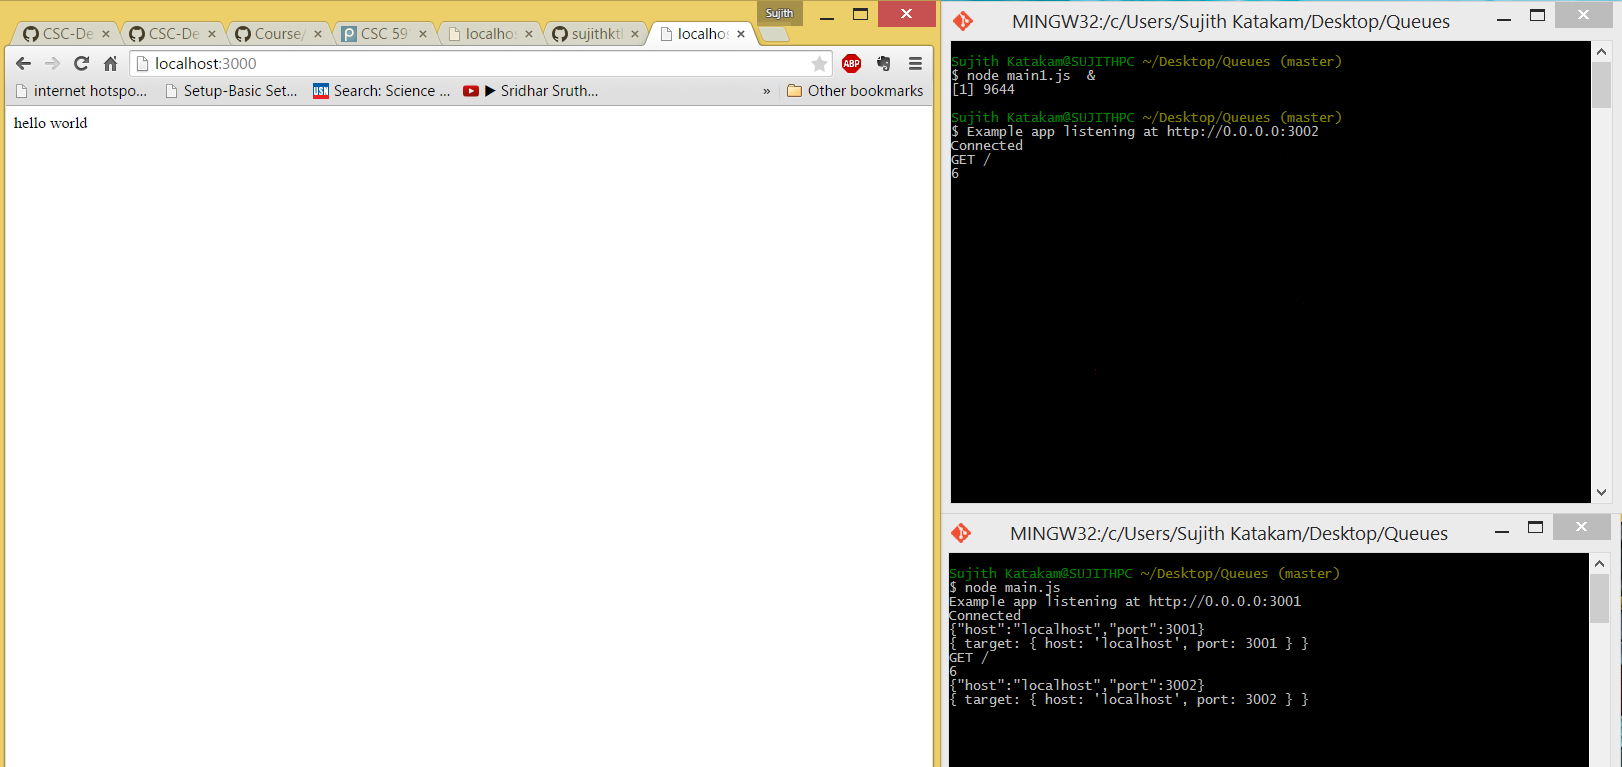 Sujith
CSC-De
CSC-De
Course/
CSC 59
localhos
sujithkt
localhos
localhost:3000
ABP
internet hotspo...
Setup-Basic Set...
USN
Search: Science ...
▶ Sridhar Sruth...
»
Other bookmarks
hello world
MINGW32:/c/Users/Sujith Katakam/Desktop/Queues
Sujith Katakam@SUJITHPC ~/Desktop/Queues (master)
$ node main1.js  &
[1] 9644
Sujith Katakam@SUJITHPC ~/Desktop/Queues (master)
$ Example app listening at http://0.0.0.0:3002
Connected
GET /
6
MINGW32:/c/Users/Sujith Katakam/Desktop/Queues
Sujith Katakam@SUJITHPC ~/Desktop/Queues (master)
$ node main.js
Example app listening at http://0.0.0.0:3001
Connected
{"host":"localhost","port":3001}
{ target: { host: 'localhost', port: 3001 } }
GET /
6
{"host":"localhost","port":3002}
{ target: { host: 'localhost', port: 3002 } }